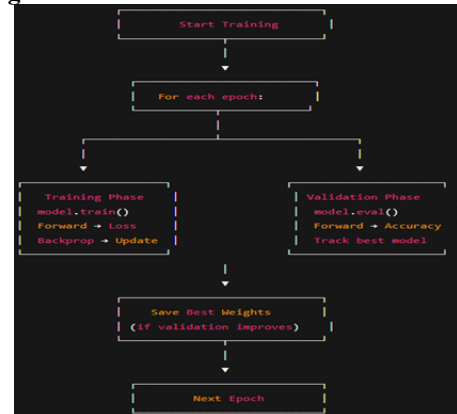 Start Training
For each epoch:
Training Phase
model.train()
Forward → Loss
Backprop → Update
Validation Phase
model.eval()
Forward → Accuracy
Track best model
Save Best Weights
(if validation improves)
Next Epoch